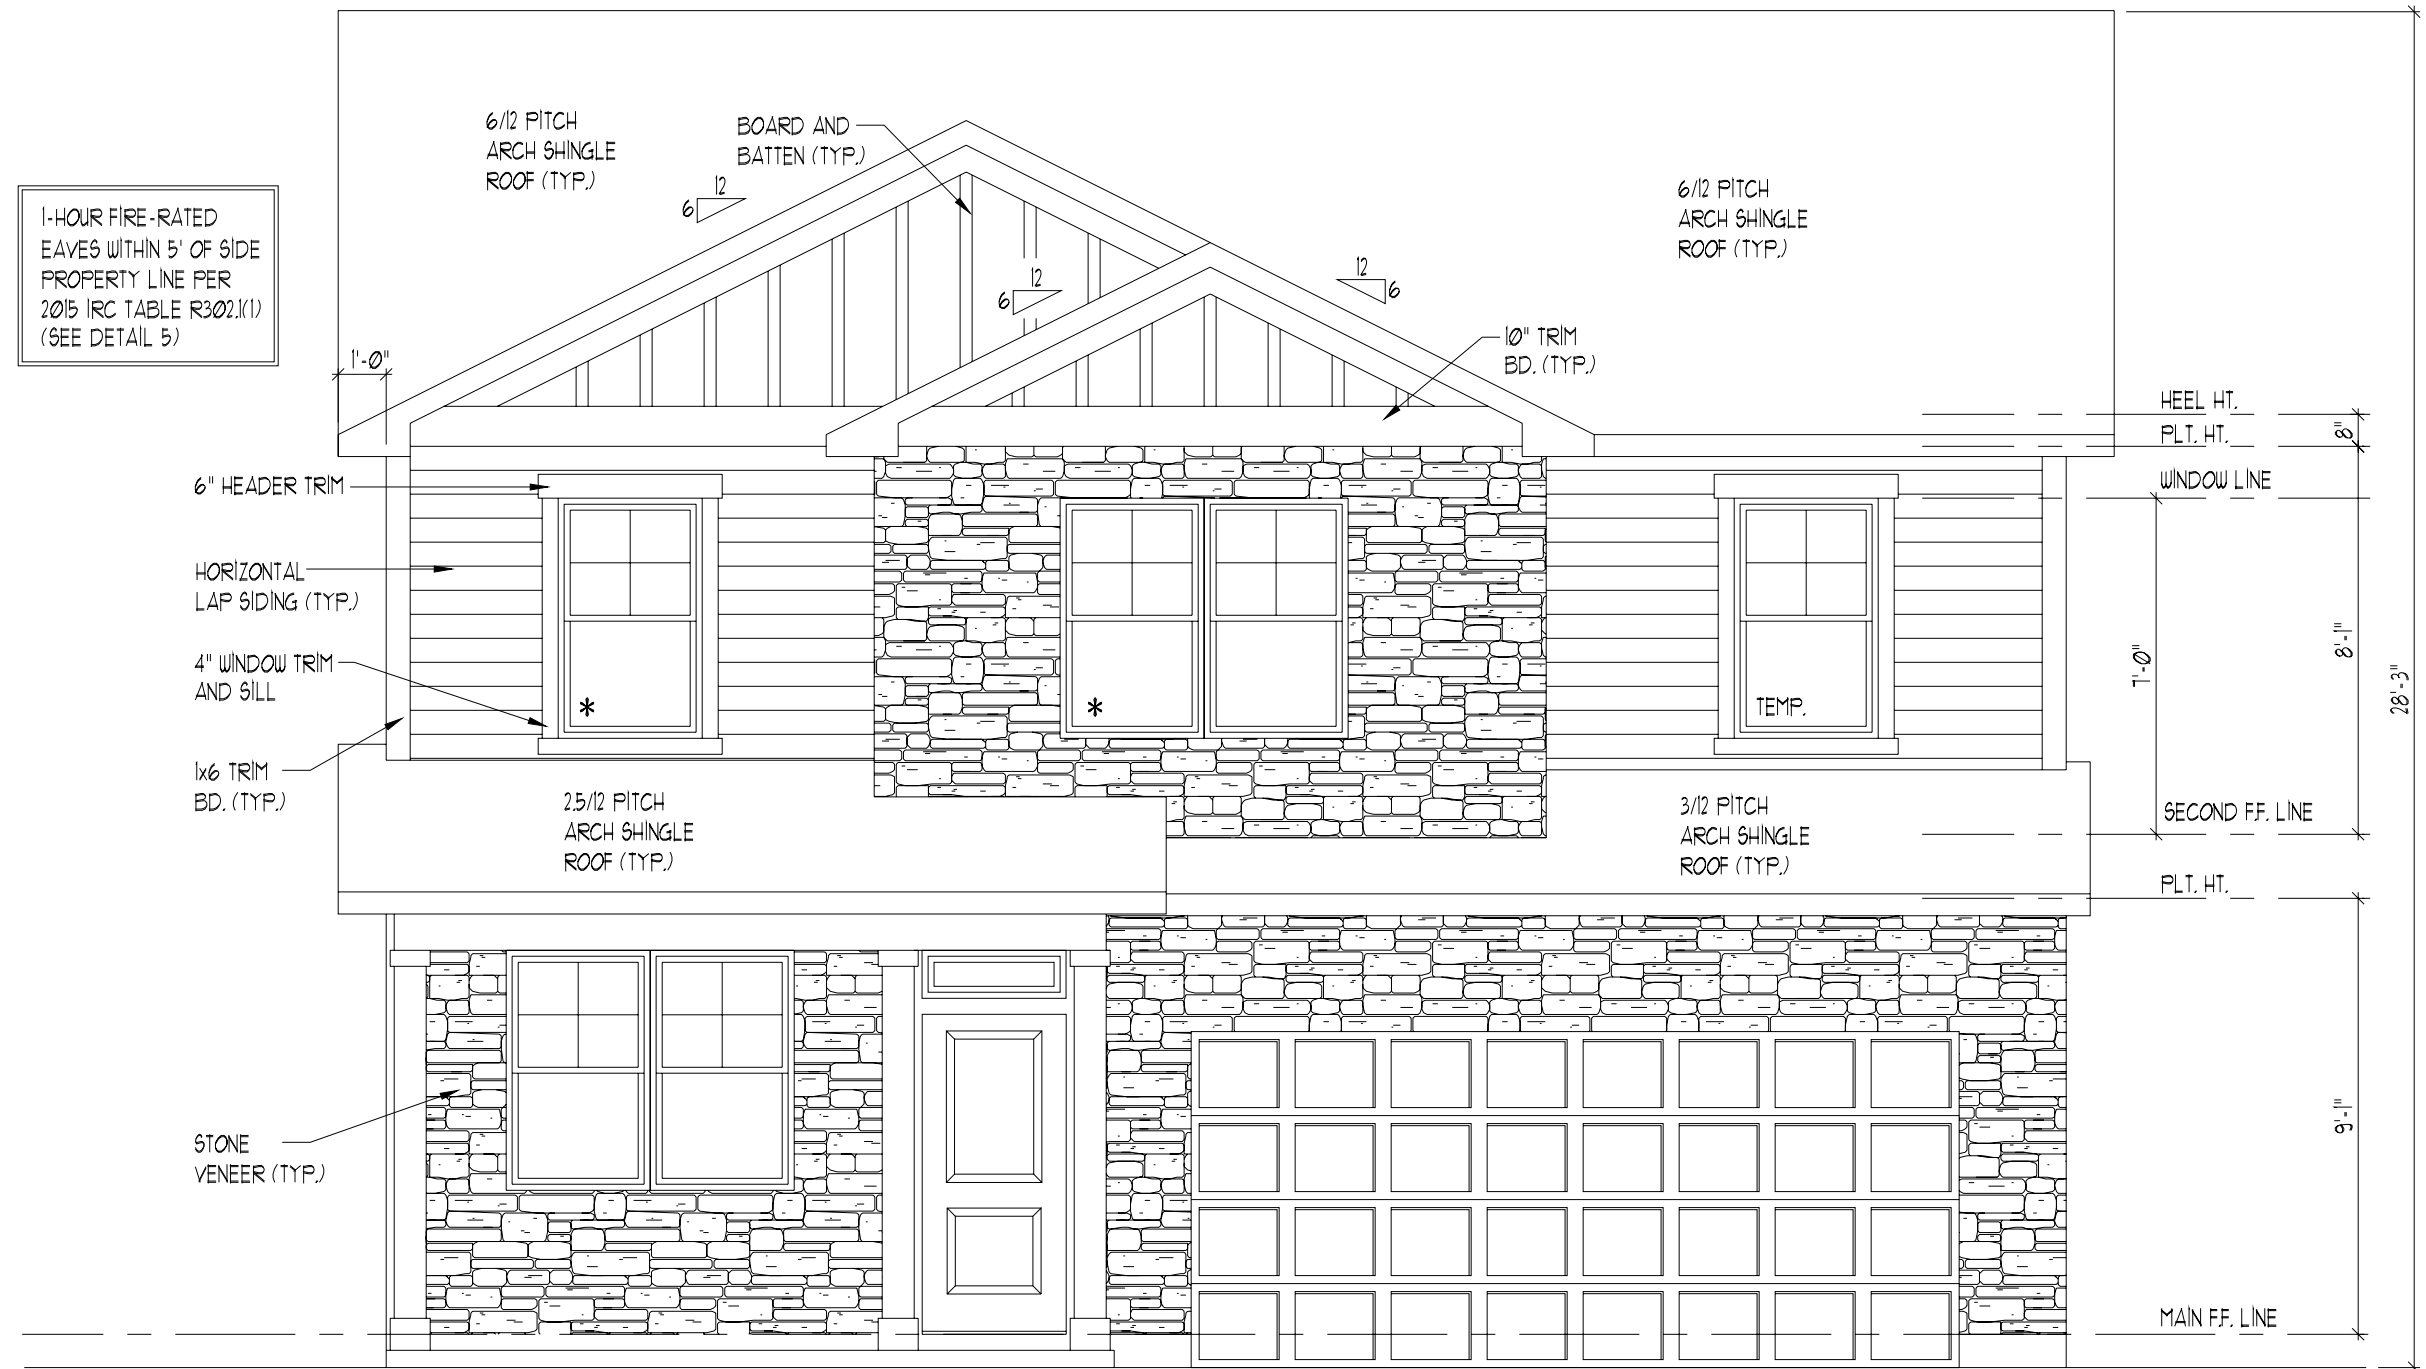 6/12 PITCH
ARCH SHINGLE
ROOF (TYP.)
BOARD AND
BATTEN (TYP.)
12
6
6/12 PITCH
ARCH SHINGLE
ROOF (TYP.)
1-HOUR FIRE-RATED
EAVES WITHIN 5' OF SIDE
PROPERTY LINE PER
2015 IRC TABLE R302.1(1)
(SEE DETAIL 5)
12
6
12
6
1'-0"
10" TRIM
BD. (TYP.)
HEEL HT.
8"
PLT. HT.
6" HEADER TRIM
WINDOW LINE
HORIZONTAL
LAP SIDING (TYP.)
4" WINDOW TRIM
AND SILL
*
*
TEMP.
7'-0"
8'-1"
28'-3"
1x6 TRIM
BD. (TYP.)
2.5/12 PITCH
ARCH SHINGLE
ROOF (TYP.)
3/12 PITCH
ARCH SHINGLE
ROOF (TYP.)
SECOND F.F. LINE
PLT. HT.
STONE
VENEER (TYP.)
9'-1"
MAIN F.F. LINE